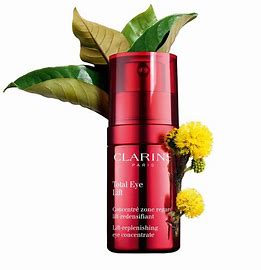 CLARINS
PARIS
Total Eye
Lift
Concentré zone regard
lift-redensifiant
Lift-replenishing
eye concentrate